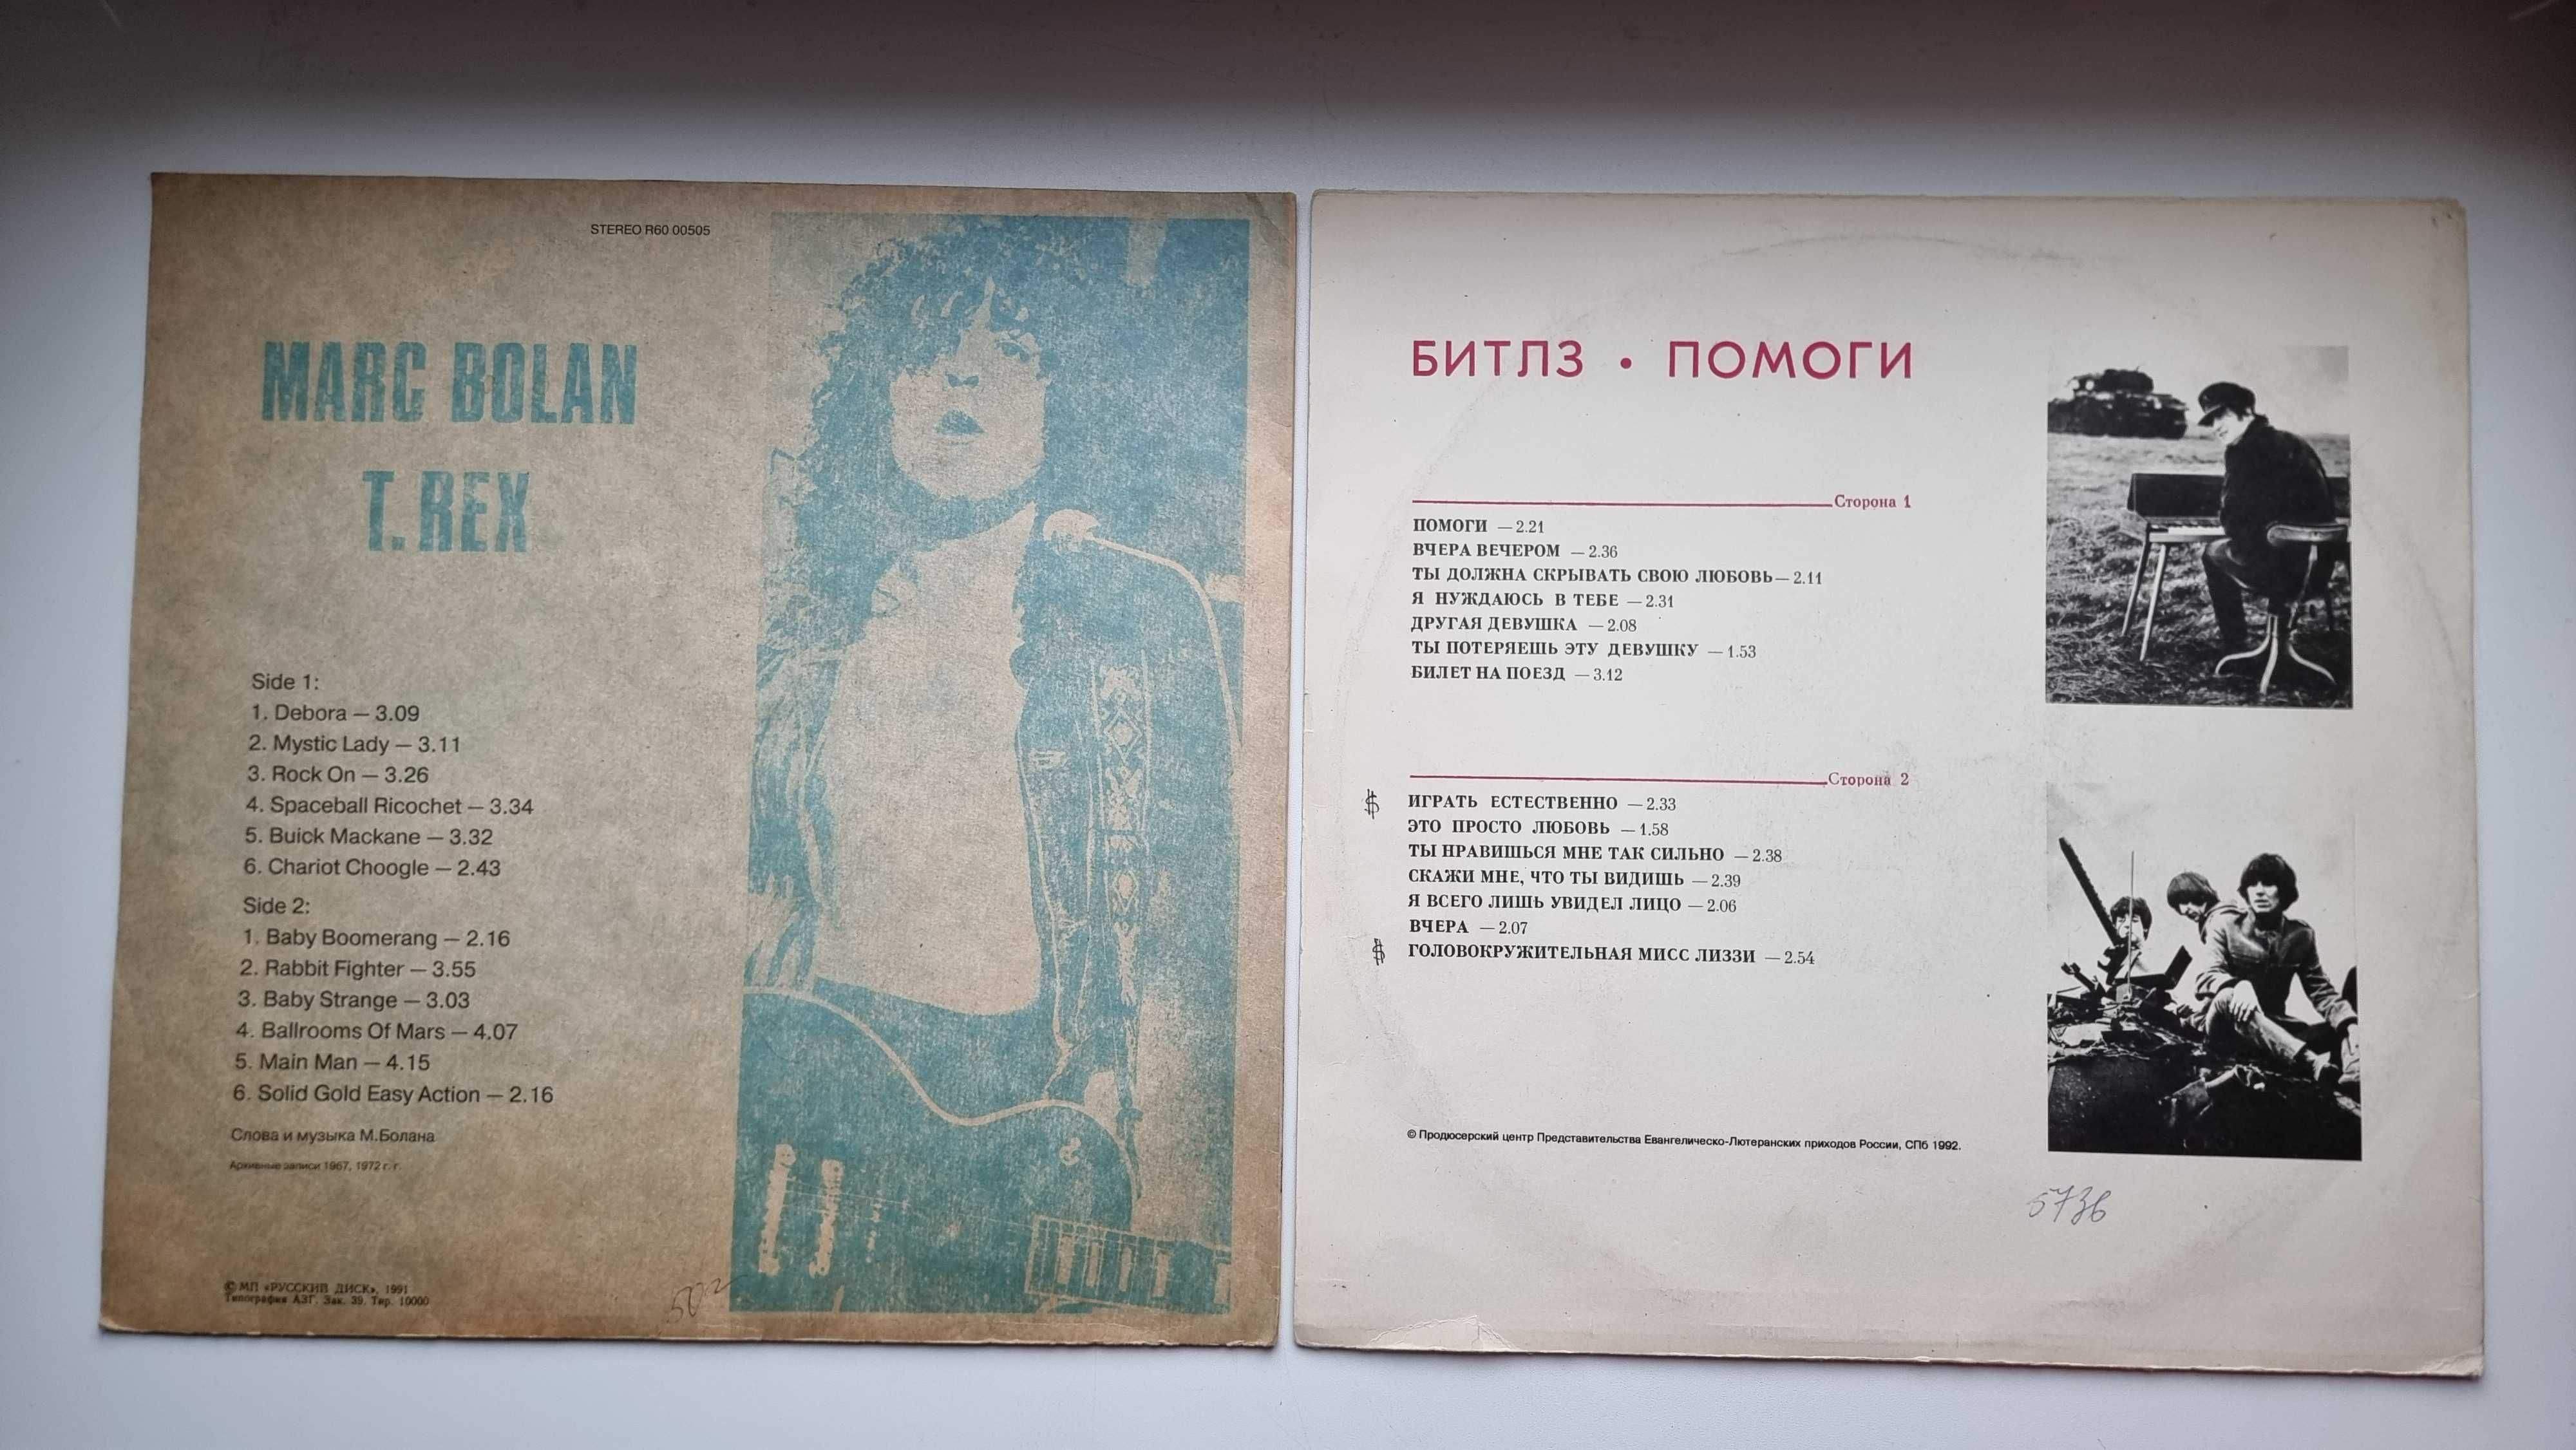 STEREO R60 00505
MARC BOLAN
T. REX
Side 1:
1. Debora — 3.09
2. Mystic Lady — 3.11
3. Rock On — 3.26
4. Spaceball Ricochet — 3.34
5. Buick Mackane — 3.32
6. Chariot Choogle — 2.43
Side 2:
1. Baby Boomerang — 2.16
2. Rabbit Fighter — 3.55
3. Baby Strange — 3.03
4. Ballrooms Of Mars — 4.07
5. Main Man — 4.15
6. Solid Gold Easy Action — 2.16
Слова и музыка М.Болана
Архивные записи 1967, 1972 г. г.
© МП «РУССКИЙ ДИСК», 1991
Типография АЗГ. Зак. 39. Тир. 10000
БИТЛЗ • ПОМОГИ
Сторона 1
ПОМОГИ — 2.21
ВЧЕРА ВЕЧЕРОМ — 2.36
ТЫ ДОЛЖНА СКРЫВАТЬ СВОЮ ЛЮБОВЬ — 2.11
Я НУЖДАЮСЬ В ТЕБЕ — 2.31
ДРУГАЯ ДЕВУШКА — 2.08
ТЫ ПОТЕРЯЕШЬ ЭТУ ДЕВУШКУ — 1.53
БИЛЕТ НА ПОЕЗД — 3.12
Сторона 2
$ ИГРАТЬ ЕСТЕСТВЕННО — 2.33
ЭТО ПРОСТО ЛЮБОВЬ — 1.58
ТЫ НРАВИШЬСЯ МНЕ ТАК СИЛЬНО — 2.38
СКАЖИ МНЕ, ЧТО ТЫ ВИДИШЬ — 2.39
Я ВСЕГО ЛИШЬ УВИДЕЛ ЛИЦО — 2.06
ВЧЕРА — 2.07
$ ГОЛОВОКРУЖИТЕЛЬНАЯ МИСС ЛИЗЗИ — 2.54
© Продюсерский центр Представительства Евангелическо-Лютеранских приходов России, СПб 1992.